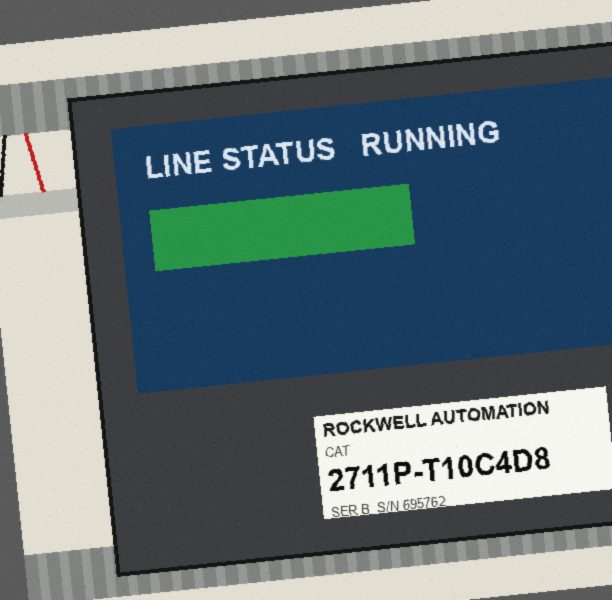 LINE STATUS RUNNING
ROCKWELL AUTOMATION
CAT
2711P-T10C4D8
SER B S/N 695762